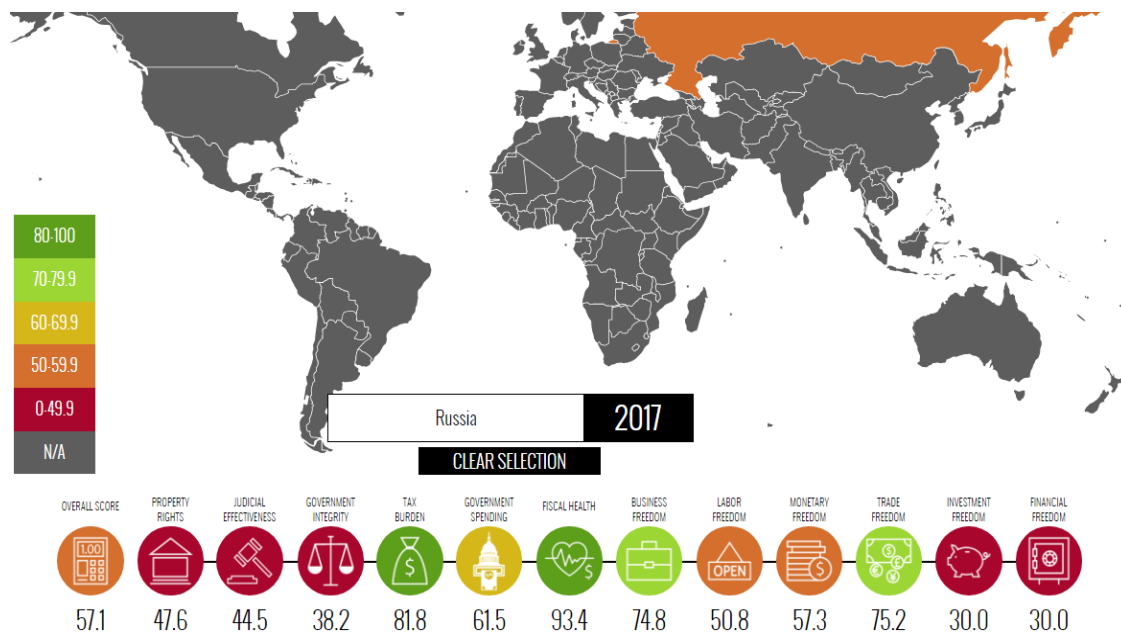 80-100
70-79.9
60-69.9
50-59.9
0-49.9
N/A
Russia
2017
CLEAR SELECTION
OVERALL SCORE
PROPERTY
RIGHTS
JUDICIAL
EFFECTIVENESS
GOVERNMENT
INTEGRITY
TAX
BURDEN
GOVERNMENT
SPENDING
FISCAL HEALTH
BUSINESS
FREEDOM
LABOR
FREEDOM
MONETARY
FREEDOM
TRADE
FREEDOM
INVESTMENT
FREEDOM
FINANCIAL
FREEDOM
1.00
$
$
OPEN
$
$
€
£
¥
57.1
47.6
44.5
38.2
81.8
61.5
93.4
74.8
50.8
57.3
75.2
30.0
30.0